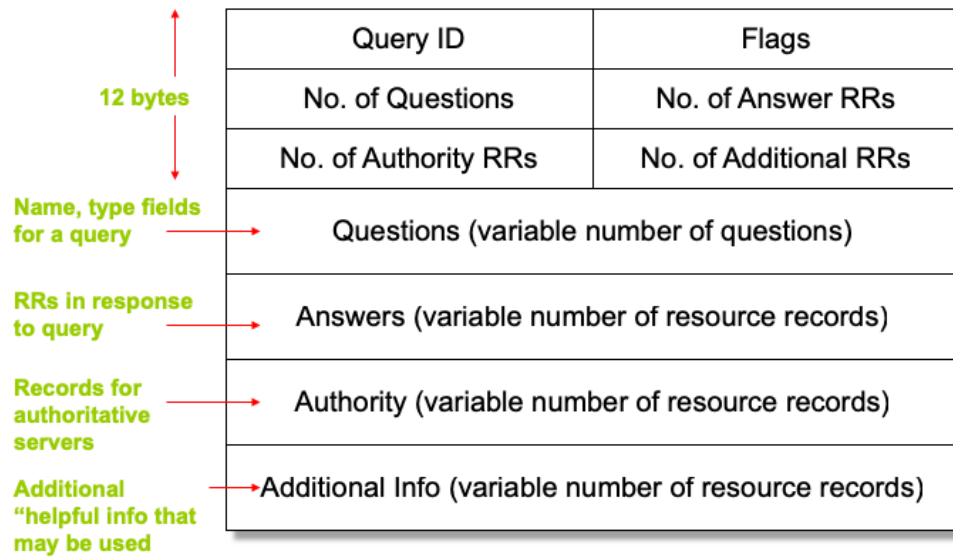 Query ID
Flags
12 bytes
No. of Questions
No. of Answer RRs
No. of Authority RRs
No. of Additional RRs
Name, type fields
for a query
Questions (variable number of questions)
RRs in response
to query
Answers (variable number of resource records)
Records for
authoritative
servers
Authority (variable number of resource records)
Additional
“helpful info that
may be used
Additional Info (variable number of resource records)